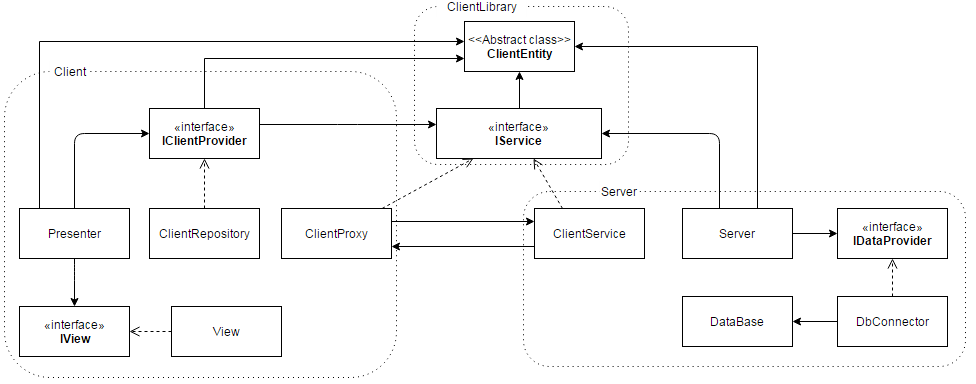 ClientLibrary
<<Abstract class>>
ClientEntity
Client
«interface»
IClientProvider
«interface»
IService
Server
Presenter
ClientRepository
ClientProxy
ClientService
Server
«interface»
IDataProvider
«interface»
IView
View
DataBase
DbConnector